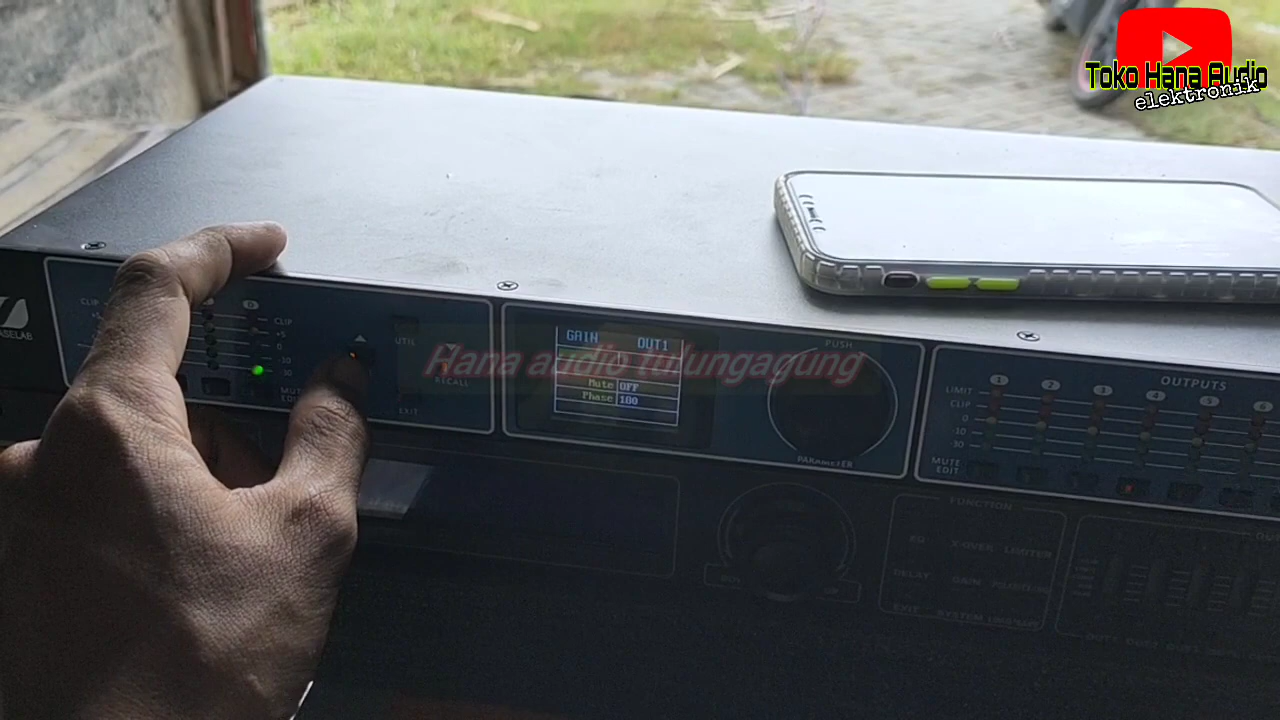 Toko Hana Audio
elektronik
Hana audio tulungagung
ASELAB
CLIP
CLIP
+5
0
-10
-30
MUTE
EDIT
UTIL
RECALL
EXIT
GAIN OUT1
Mute OFF
Phase 180
PUSH
PARAMETER
OUTPUTS
1 2 3 4 5 6
LIMIT
CLIP
0
-10
-30
MUTE
EDIT
FUNCTION
EQ X-OVER LIMITER
DELAY GAIN
EXIT SYSTEM